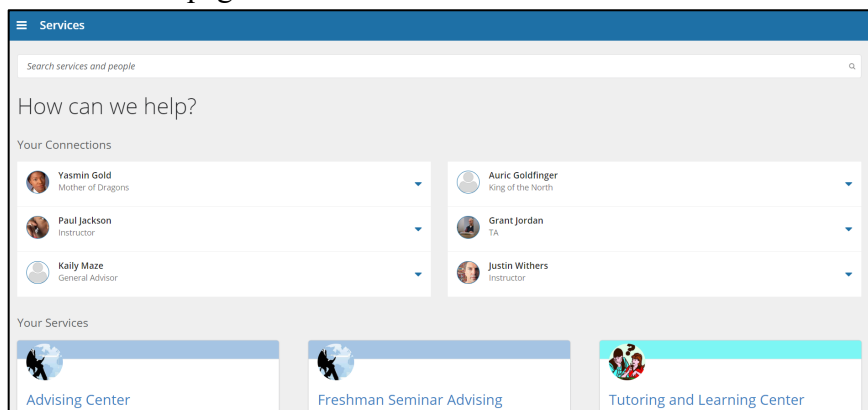 Services
Search services and people
How can we help?
Your Connections
Yasmin Gold
Mother of Dragons
Auric Goldfinger
King of the North
Paul Jackson
Instructor
Grant Jordan
TA
Kaily Maze
General Advisor
Justin Withers
Instructor
Your Services
Advising Center
Freshman Seminar Advising
?
Tutoring and Learning Center